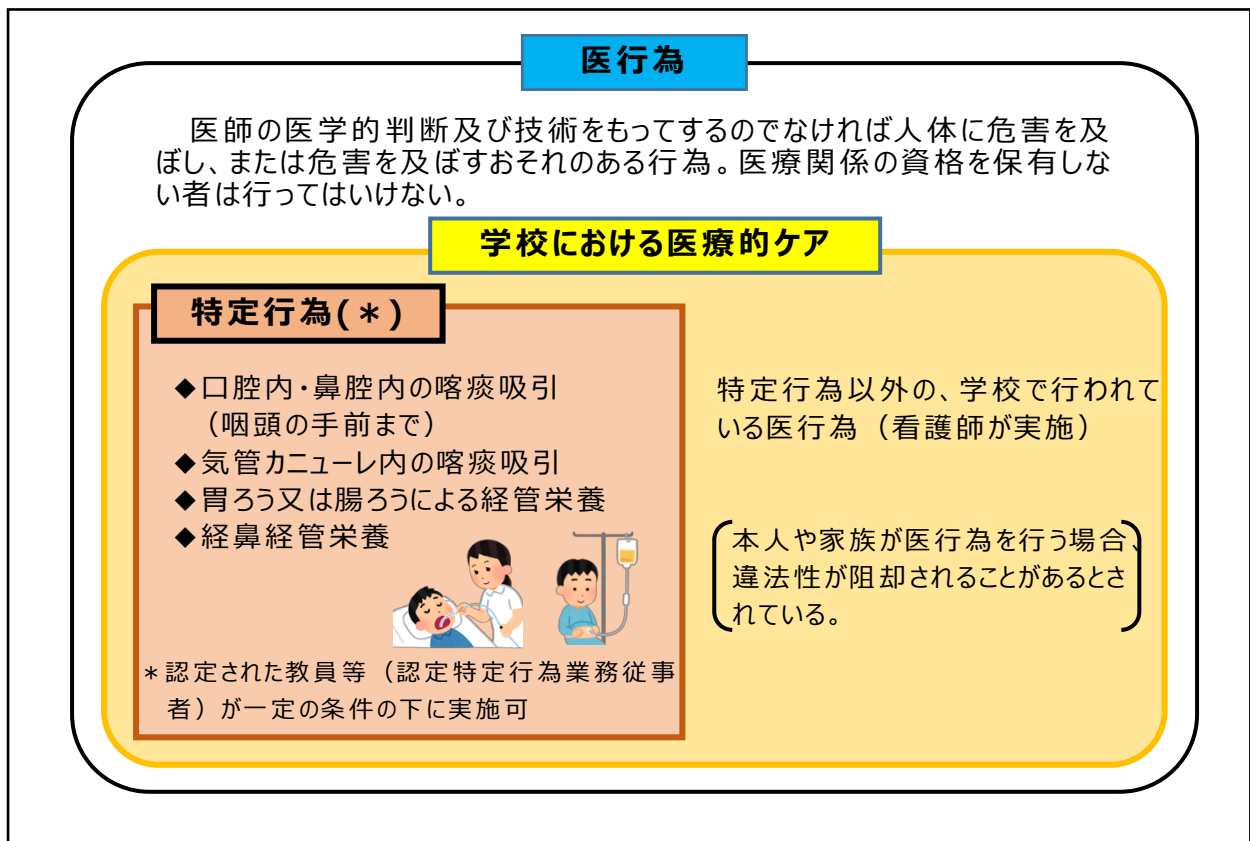 医行為
医師の医学的判断及び技術をもってするのでなければ人体に危害を及
ぼし、または危害を及ぼすおそれのある行為。医療関係の資格を保有しな
い者は行ってはいけない。
学校における医療的ケア
特定行為(＊)
◆口腔内・鼻腔内の喀痰吸引
（咽頭の手前まで）
◆気管カニューレ内の喀痰吸引
◆胃ろう又は腸ろうによる経管栄養
◆経鼻経管栄養
＊認定された教員等（認定特定行為業務従事
者）が一定の条件の下に実施可
特定行為以外の、学校で行われて
いる医行為（看護師が実施）
本人や家族が医行為を行う場合、
違法性が阻却されることがあるとさ
れている。